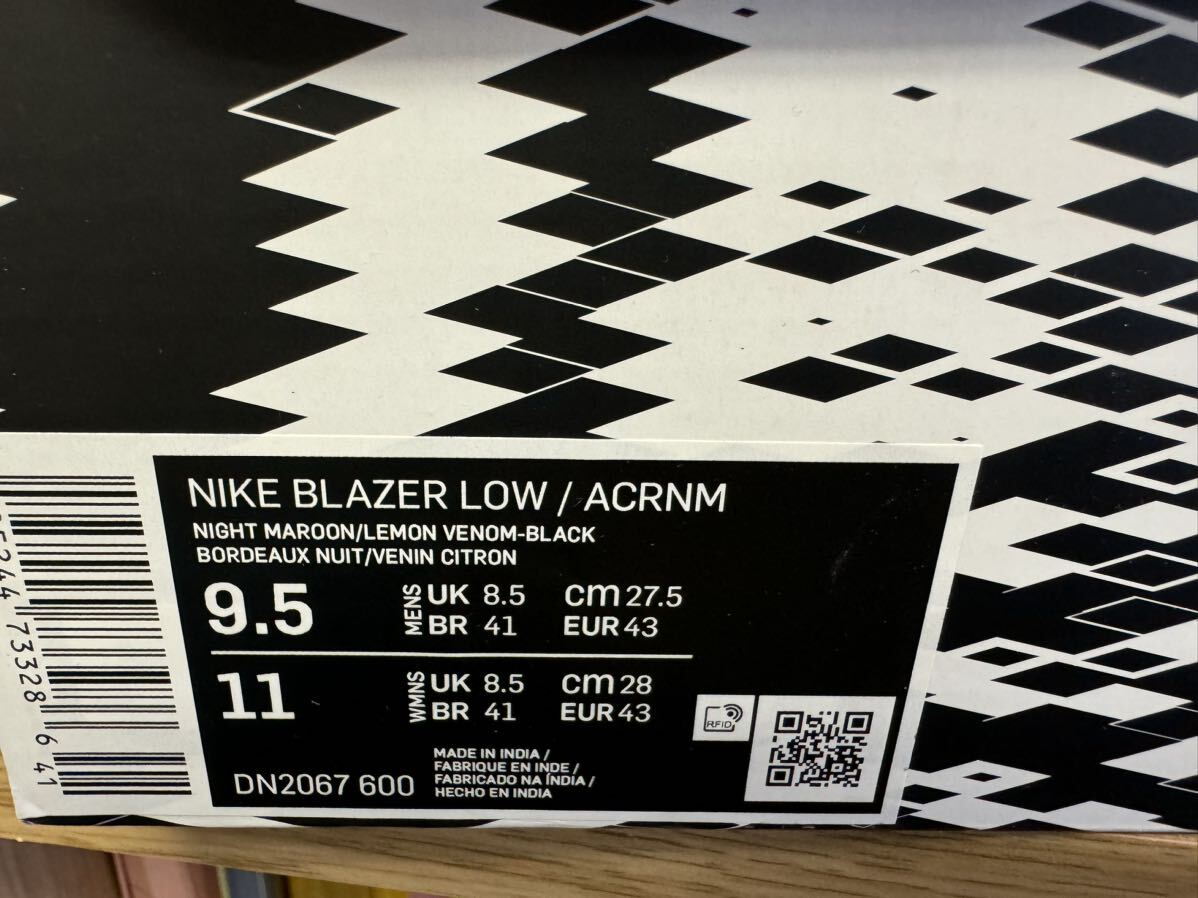 NIKE BLAZER LOW / ACRNM
NIGHT MAROON/LEMON VENOM-BLACK
BORDEAUX NUIT/VENIN CITRON
9.5 MENS UK 8.5 cm 27.5
BR 41 EUR 43
11 WMNS UK 8.5 cm 28
BR 41 EUR 43
RFID
DN2067 600
MADE IN INDIA /
FABRIQUE EN INDE /
FABRICADO NA ÍNDIA /
HECHO EN INDIA
73328 6 41